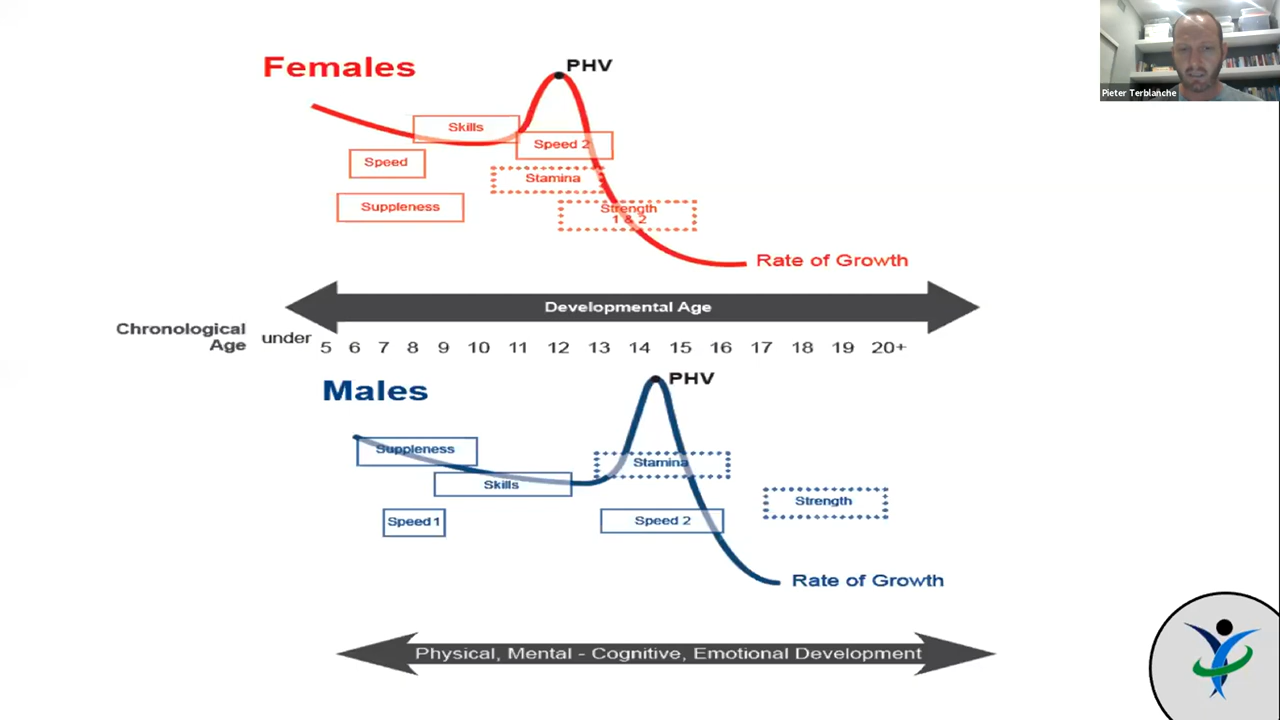 Pieter Terblanche
Females
PHV
Skills
Speed 2
Speed
Stamina
Suppleness
Strength
1 & 2
Rate of Growth
Developmental Age
Chronological
Age
under
5 6 7 8 9 10 11 12 13 14 15 16 17 18 19 20+
Males
PHV
Suppleness
Stamina
Skills
Strength
Speed 1
Speed 2
Rate of Growth
Physical, Mental - Cognitive, Emotional Development